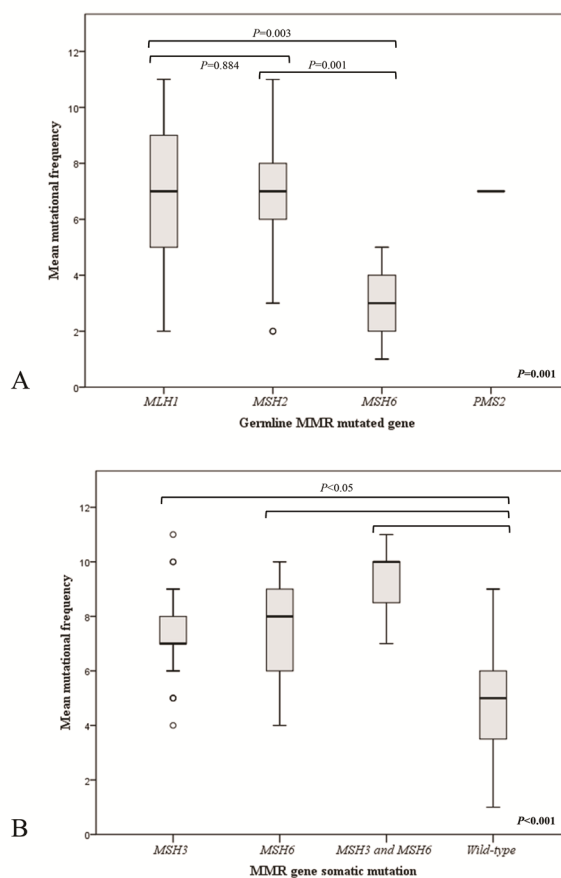 P=0.003
12
P=0.884
P=0.001
10
8
6
4
2
0
Mean mutational frequency
A
P=0.001
MLH1
MSH2
MSH6
PMS2
Germline MMR mutated gene
P<0.05
12
10
8
6
4
2
0
Mean mutational frequency
B
P<0.001
MSH3
MSH6
MSH3 and MSH6
Wild-type
MMR gene somatic mutation